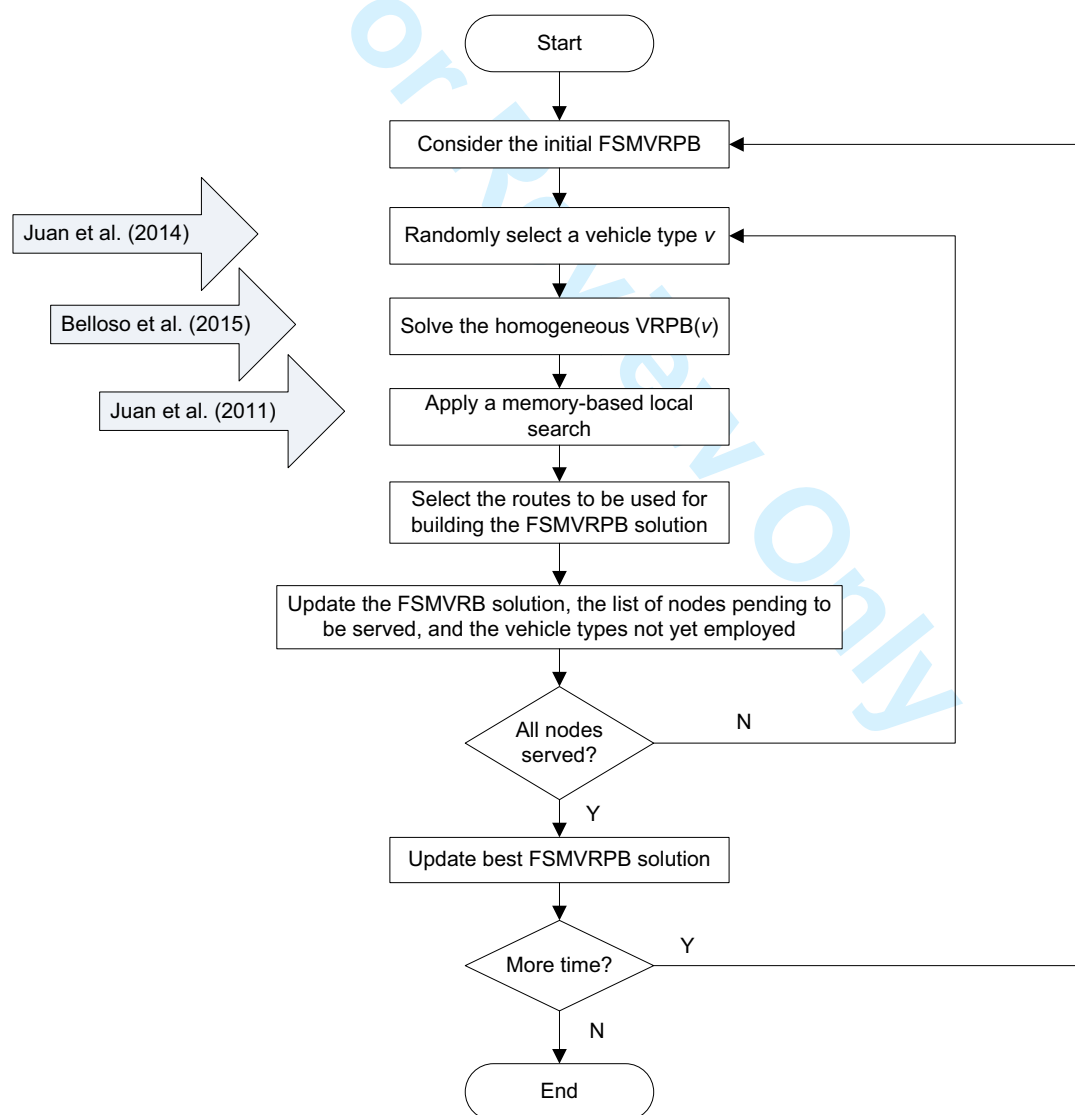 Start
Consider the initial FSMVRPB
Juan et al. (2014)
Randomly select a vehicle type v
Belloso et al. (2015)
Solve the homogeneous VRPB(v)
Juan et al. (2011)
Apply a memory-based local
search
Select the routes to be used for
building the FSMVRPB solution
Update the FSMVRB solution, the list of nodes pending to
be served, and the vehicle types not yet employed
All nodes
served?
N
Y
Update best FSMVRPB solution
More time?
Y
N
End
or Review Only